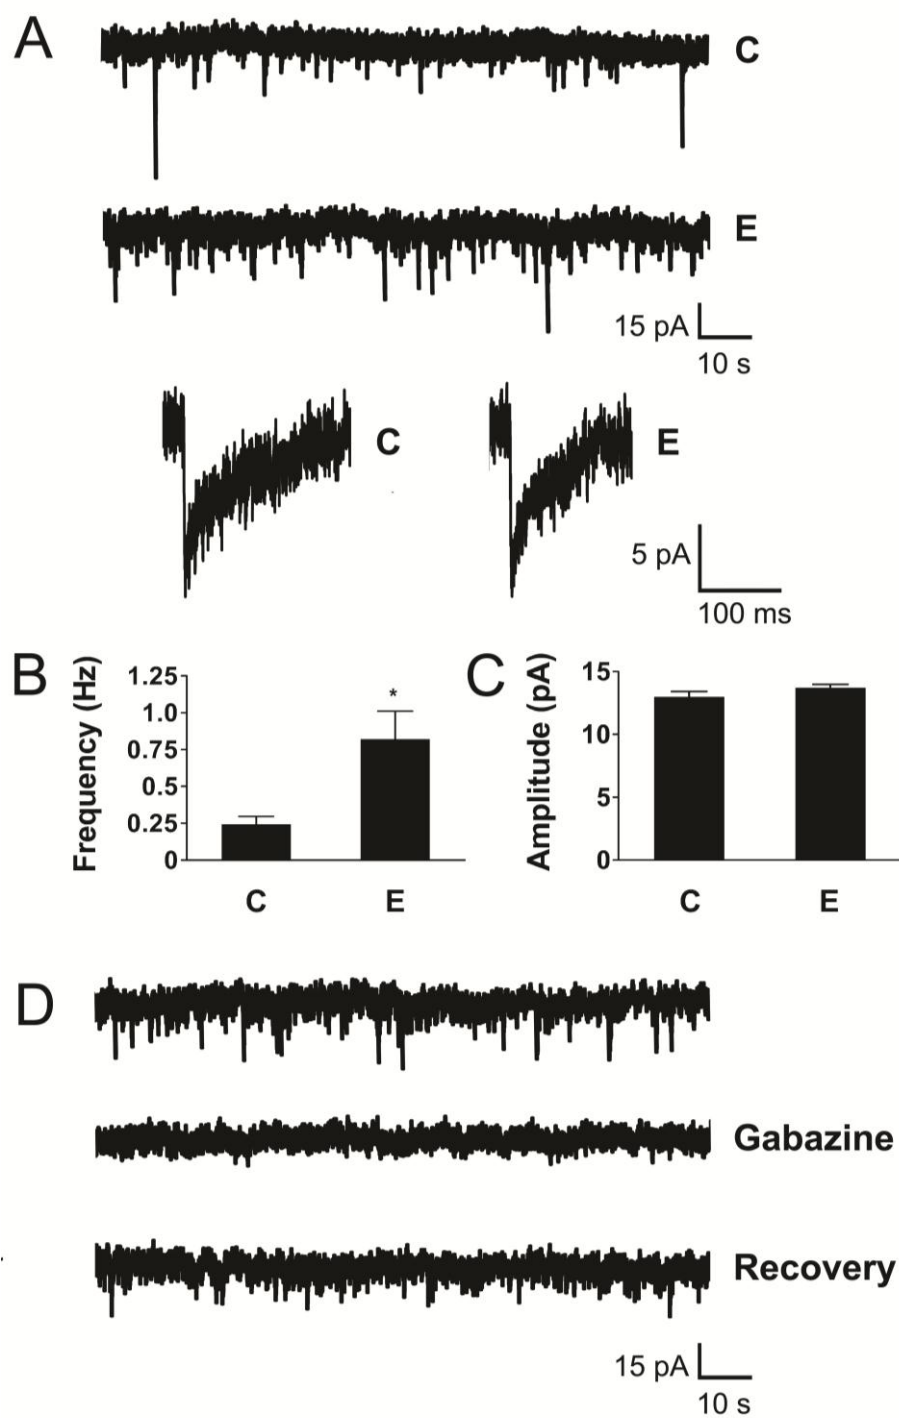 A
C
E
15 pA
10 s
C
E
5 pA
100 ms
B
Frequency (Hz)
1.25
1.0
0.75
0.5
0.25
0
*
C
E
C
Amplitude (pA)
15
10
5
0
C
E
D
Gabazine
Recovery
15 pA
10 s